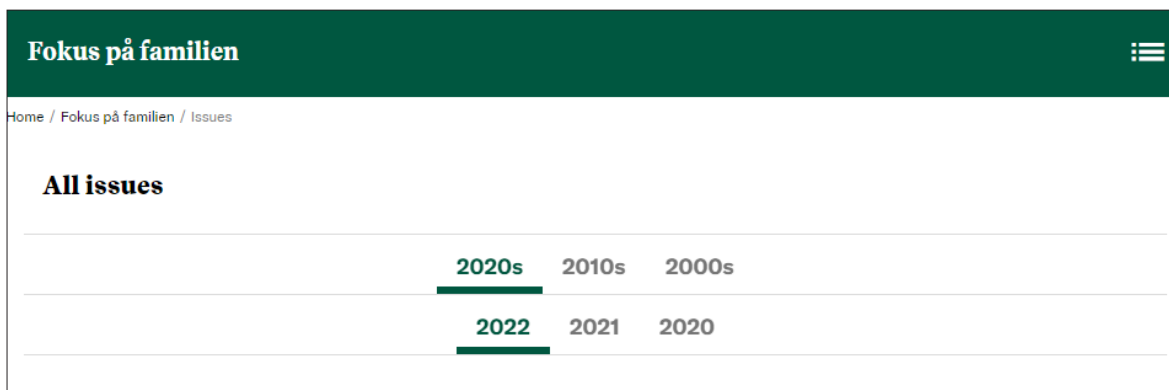 Fokus på familien
Home / Fokus på familien / Issues
All issues
2020s 2010s 2000s
2022 2021 2020